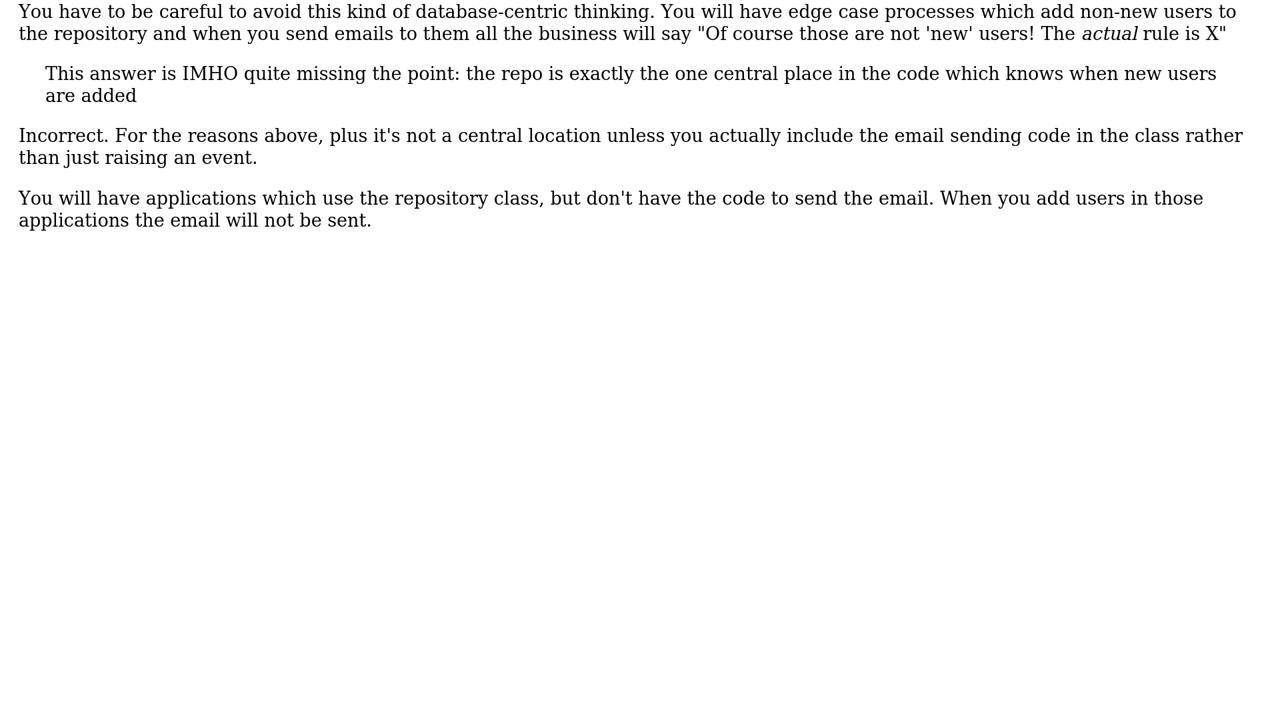 You have to be careful to avoid this kind of database-centric thinking. You will have edge case processes which add non-new users to
the repository and when you send emails to them all the business will say "Of course those are not 'new' users! The actual rule is X"
This answer is IMHO quite missing the point: the repo is exactly the one central place in the code which knows when new users
are added
Incorrect. For the reasons above, plus it's not a central location unless you actually include the email sending code in the class rather
than just raising an event.
You will have applications which use the repository class, but don't have the code to send the email. When you add users in those
applications the email will not be sent.